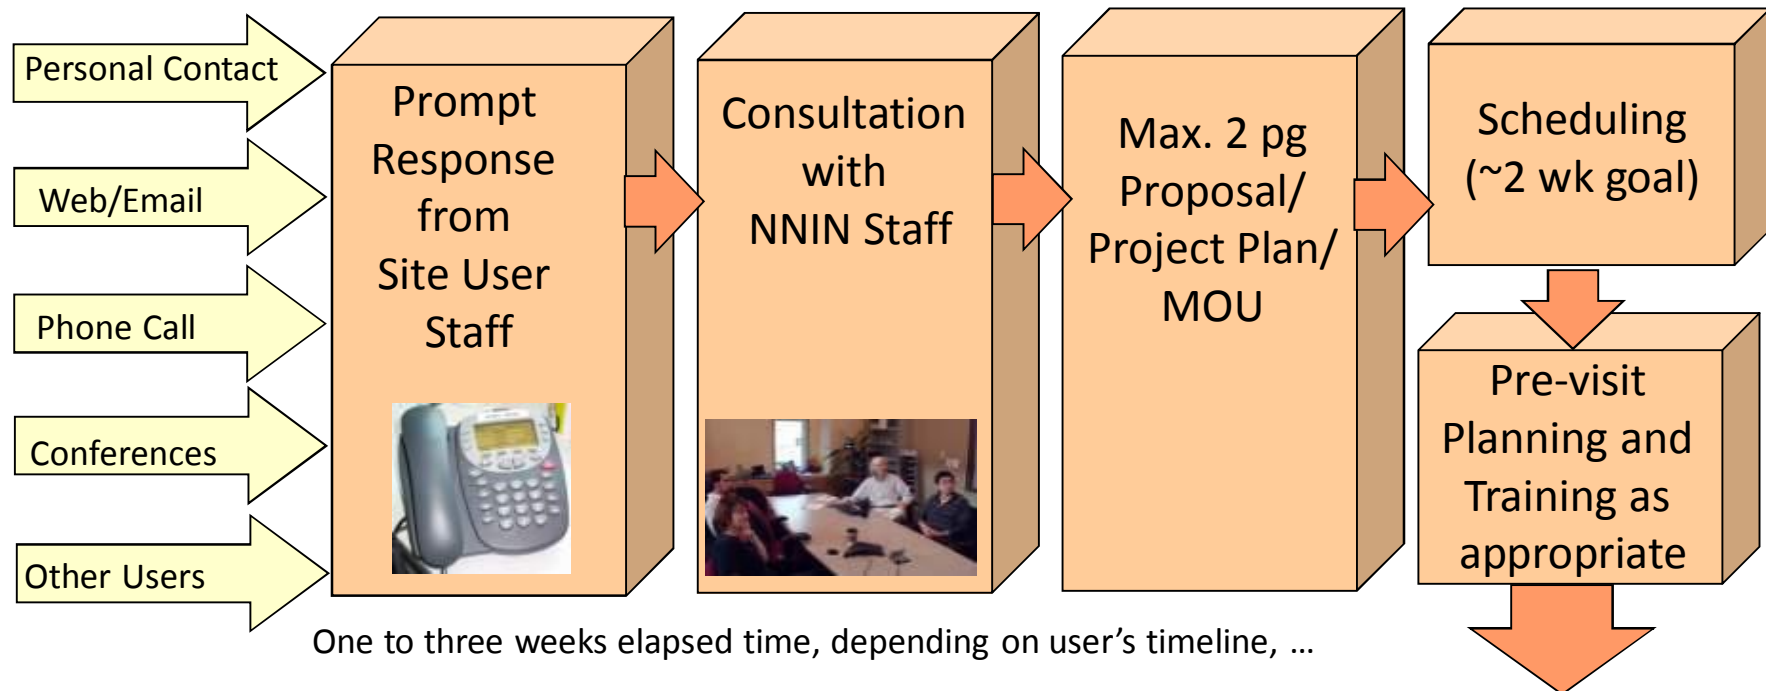 Personal Contact
Web/Email
Phone Call
Conferences
Other Users
Prompt
Response
from
Site User
Staff
Consultation
with
NNIN Staff
Max. 2 pg
Proposal/
Project Plan/
MOU
Scheduling
(~2 wk goal)
Pre-visit
Planning and
Training as
appropriate
One to three weeks elapsed time, depending on user’s timeline, …